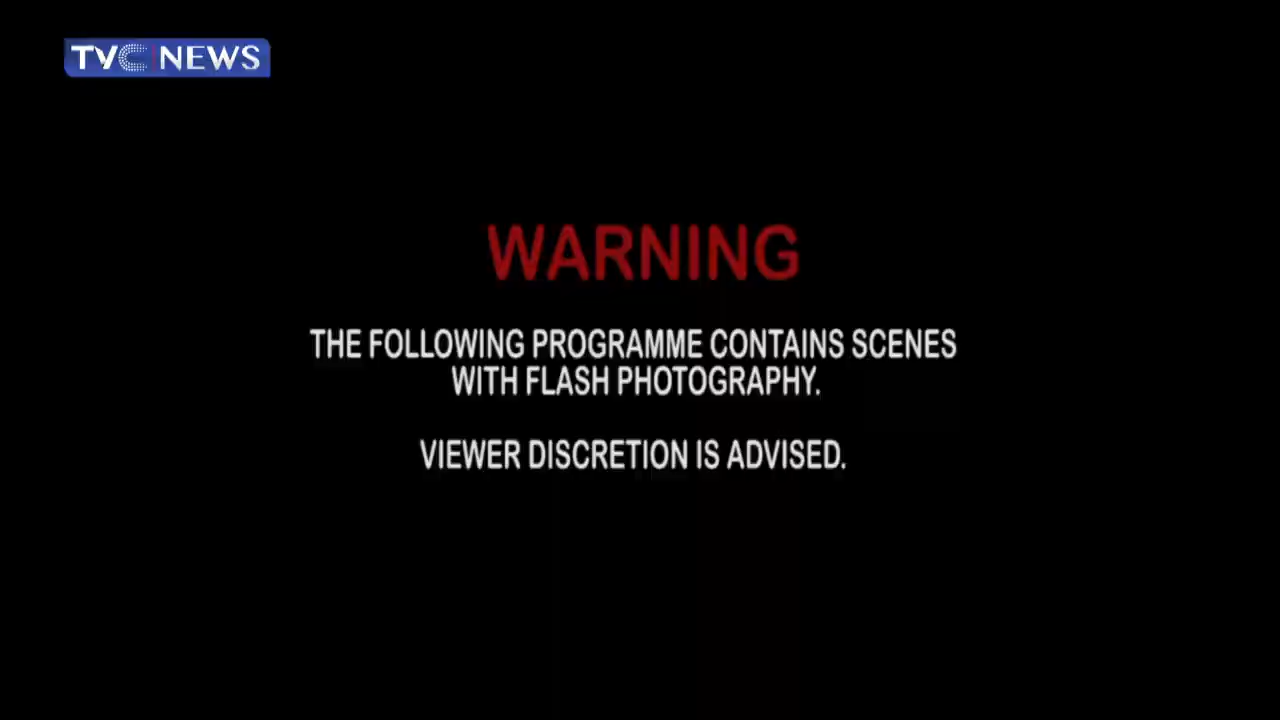 TVC NEWS
WARNING
THE FOLLOWING PROGRAMME CONTAINS SCENES
WITH FLASH PHOTOGRAPHY.
VIEWER DISCRETION IS ADVISED.